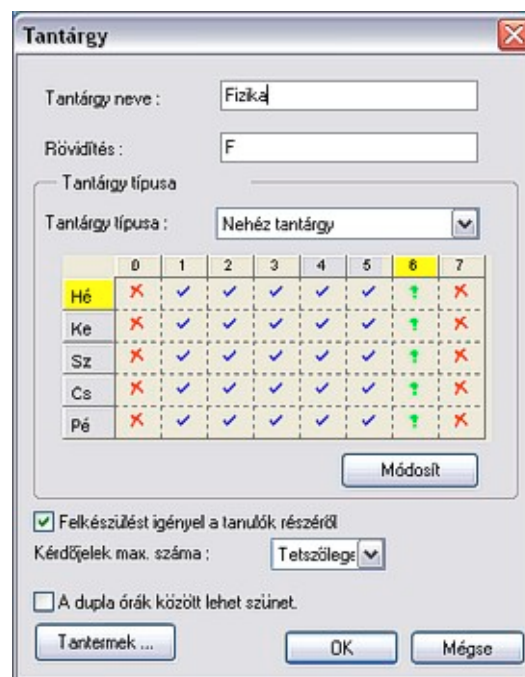 Tantárgy
Tantárgy neve : Fizika
Rövidítés : F
Tantárgy típusa
Tantárgy típusa : Nehéz tantárgy
0 1 2 3 4 5 6 7
Hé
Ke
Sz
Cs
Pé
Módosít
Felkészülést igényel a tanulók részéről
Kérdőjelek max. száma : Tetszőlege
A dupla órák között lehet szünet.
Tantermek ... OK Mégse